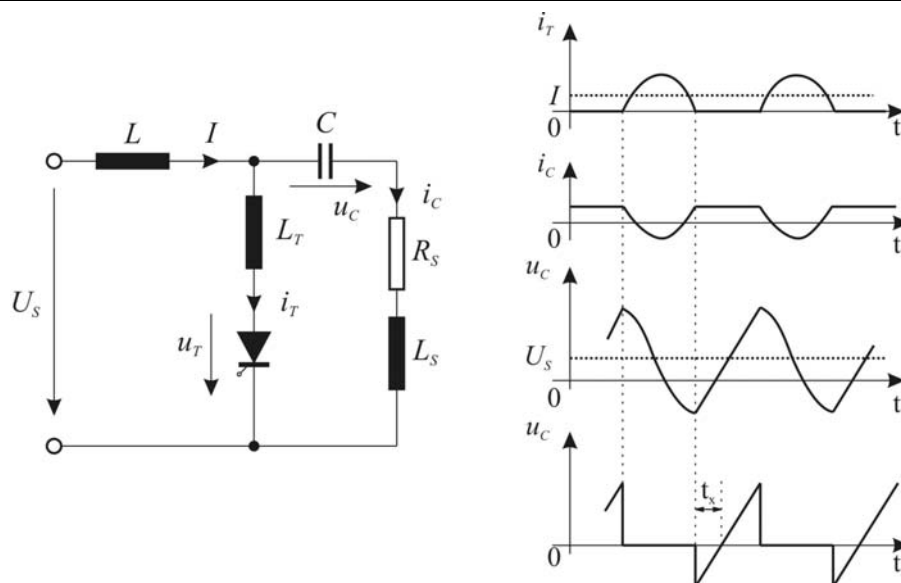 L
I
C
u_C
i_C
L_T
R_S
U_S
i_T
u_T
L_S
i_T
I
0
t
i_C
0
t
u_C
U_S
0
t
u_C
t_x
0
t